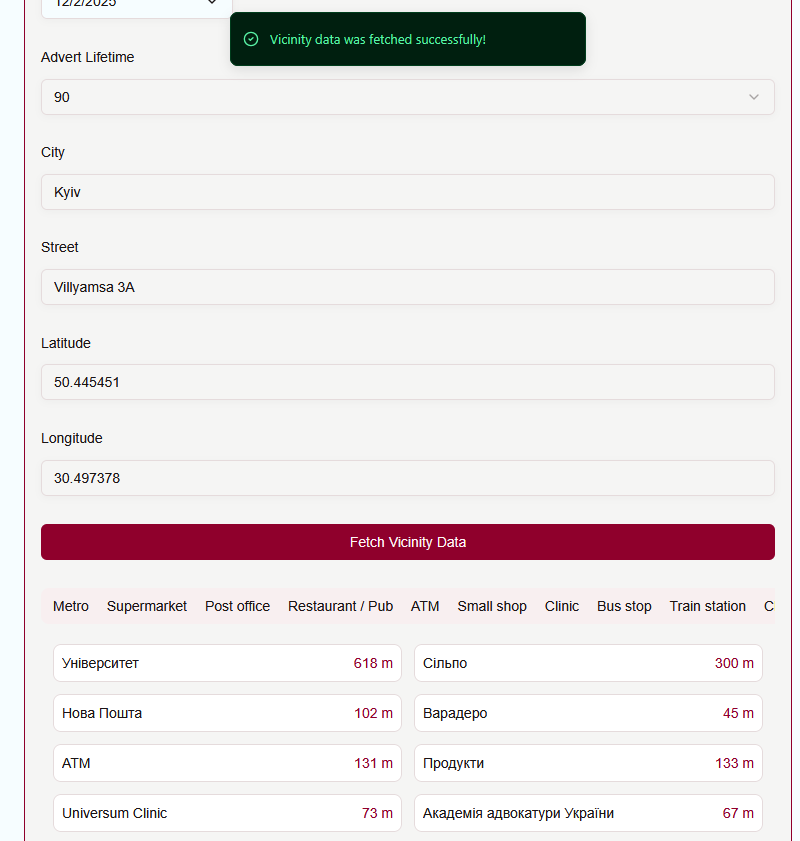 12/2/2025
Vicinity data was fetched successfully!
Advert Lifetime
90
City
Kyiv
Street
Villyamsa 3A
Latitude
50.445451
Longitude
30.497378
Fetch Vicinity Data
Metro Supermarket Post office Restaurant / Pub ATM Small shop Clinic Bus stop Train station C
Університет 618 m
Сільпо 300 m
Нова Пошта 102 m
Варадеро 45 m
ATM 131 m
Продукти 133 m
Universum Clinic 73 m
Академія адвокатури України 67 m